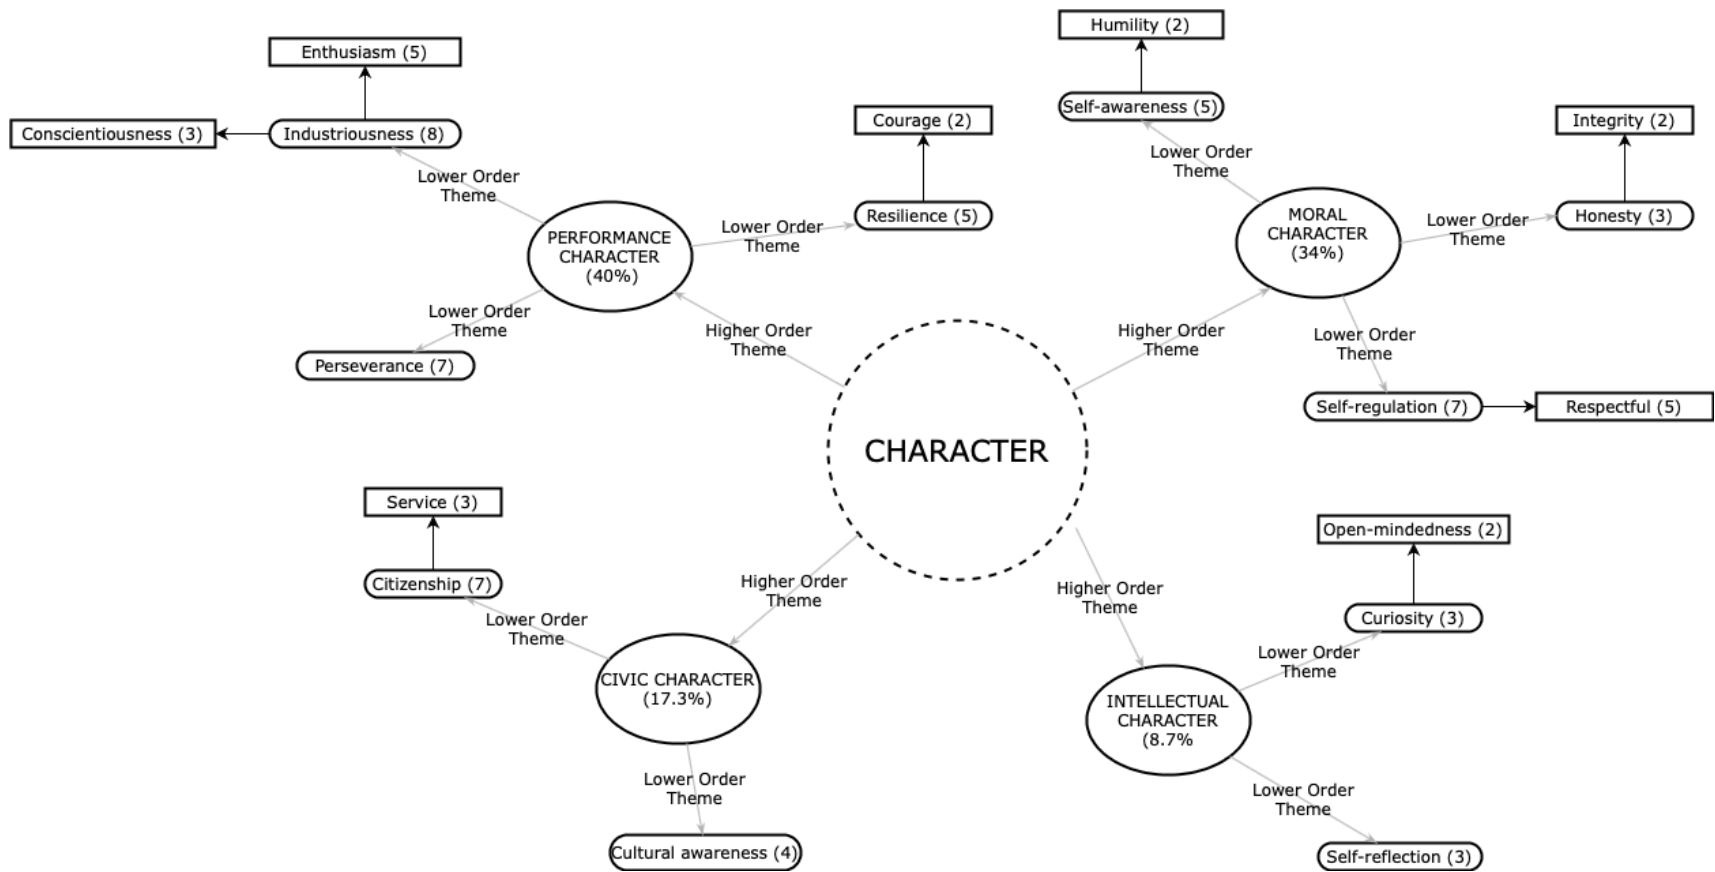 Humility (2)
Enthusiasm (5)
Self-awareness (5)
Courage (2)
Integrity (2)
Conscientiousness (3)
Industriousness (8)
Lower Order
Theme
Lower Order
Theme
Resilience (5)
Lower Order
Theme
PERFORMANCE
CHARACTER
(40%)
MORAL
CHARACTER
(34%)
Lower Order
Theme
Honesty (3)
Lower Order
Theme
Higher Order
Theme
Higher Order
Theme
Lower Order
Theme
Perseverance (7)
Self-regulation (7)
Respectful (5)
CHARACTER
Service (3)
Open-mindedness (2)
Citizenship (7)
Higher Order
Theme
Higher Order
Theme
Curiosity (3)
Lower Order
Theme
Lower Order
Theme
CIVIC CHARACTER
(17.3%)
INTELLECTUAL
CHARACTER
(8.7%
Lower Order
Theme
Lower Order
Theme
Cultural awareness (4)
Self-reflection (3)